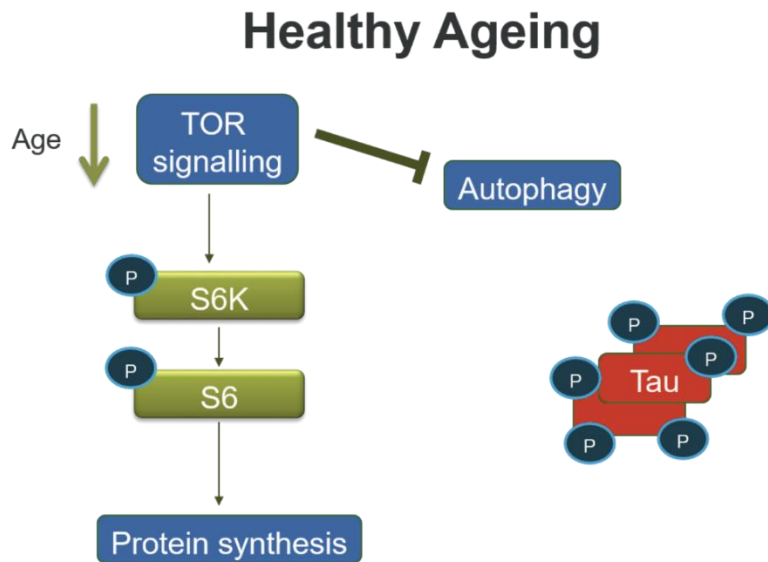 Healthy Ageing
Age
TOR
signalling
Autophagy
P
S6K
P
S6
Protein synthesis
P
P
P
P
Tau
P
P